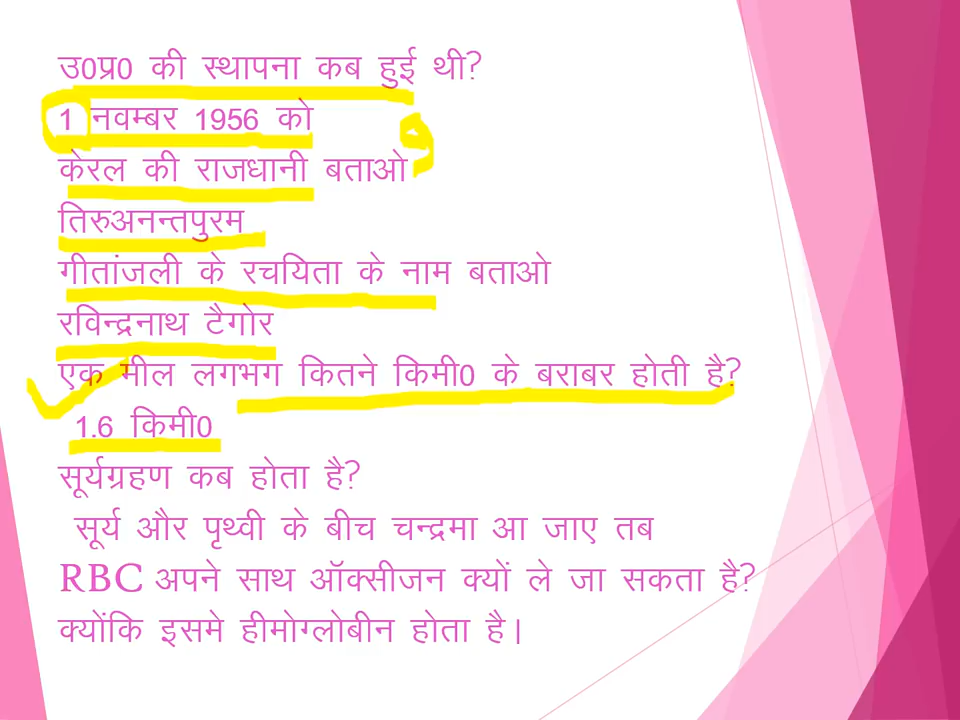 उ0प्र0 की स्थापना कब हुई थी?
1 नवम्बर 1956 को
केरल की राजधानी बताओ
तिरुअनन्तपुरम
गीतांजली के रचयिता के नाम बताओ
रविन्द्रनाथ टैगोर
एक मील लगभग कितने किमी0 के बराबर होती है?
1.6 किमी0
सूर्यग्रहण कब होता है?
सूर्य और पृथ्वी के बीच चन्द्रमा आ जाए तब
RBC अपने साथ ऑक्सीजन क्यों ले जा सकता है?
क्योंकि इसमे हीमोग्लोबीन होता है।